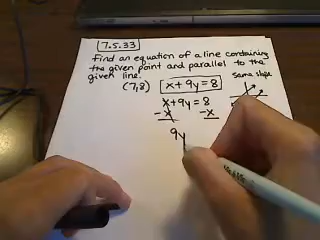 7.5.33
Find an equation of a line containing
the given point and parallel to the
given line.
(7,8) x + 9y = 8
same slope
x + 9y = 8
-x -x
9y